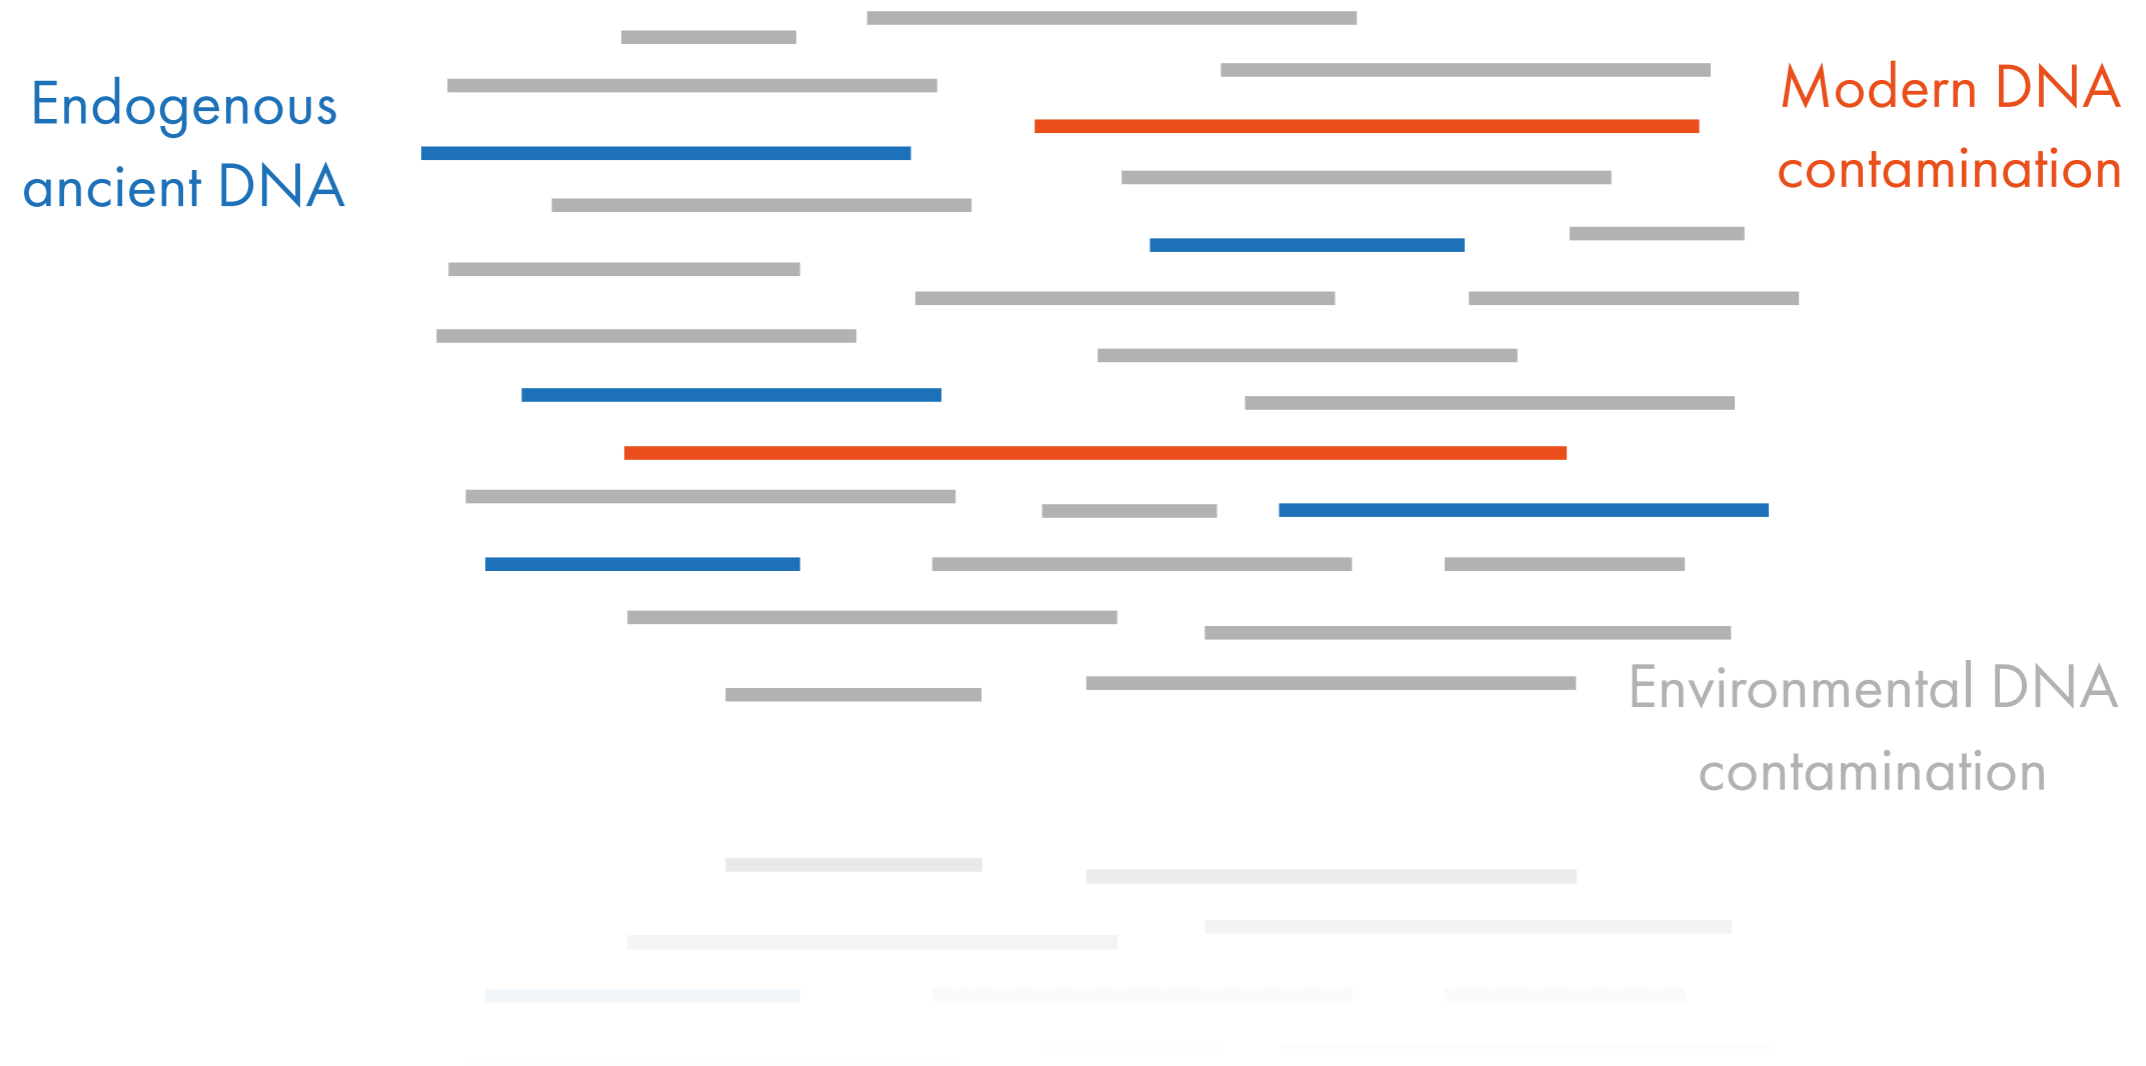 Endogenous
ancient DNA
Modern DNA
contamination
Environmental DNA
contamination